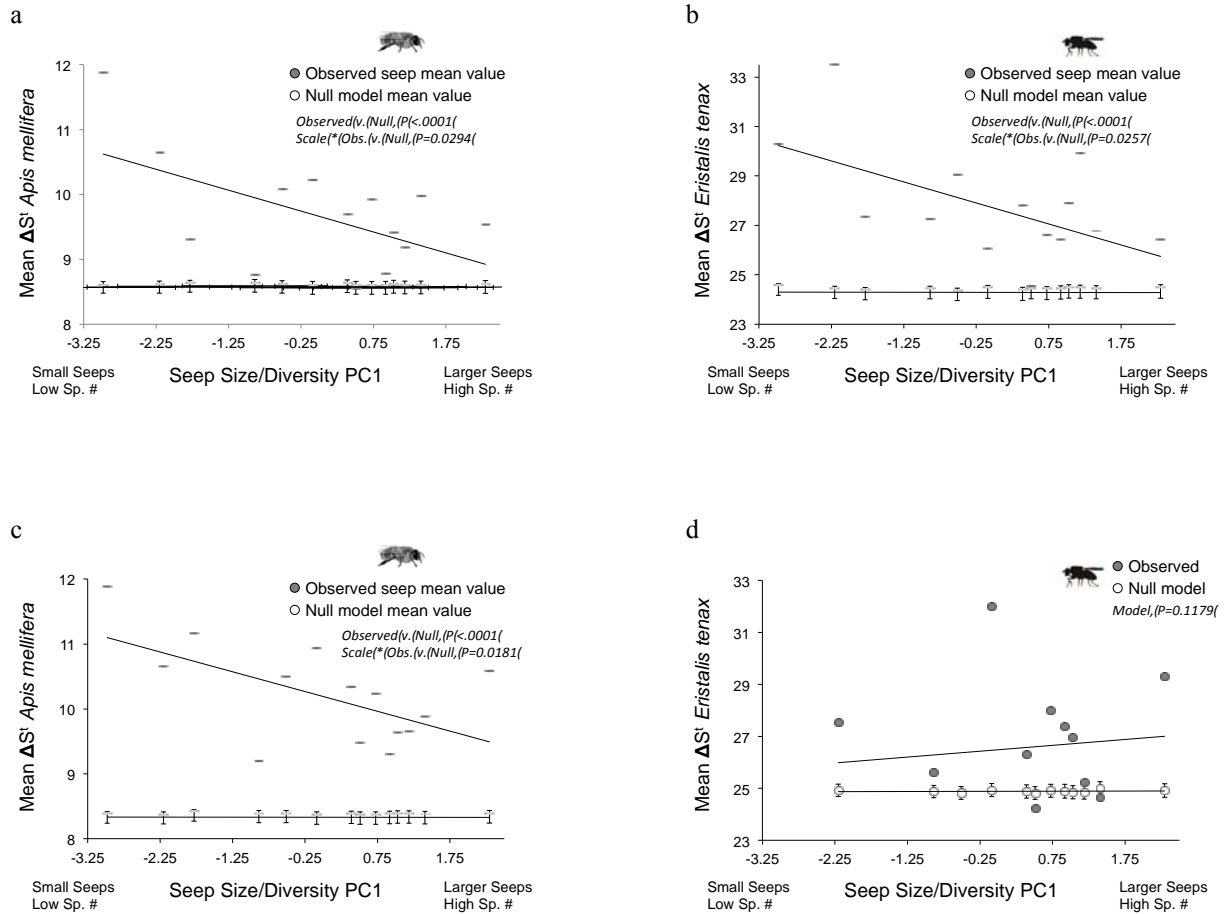 a
12
11
10
9
8
Mean ΔSᵗ Apis mellifera
Observed seep mean value
Null model mean value
Observed(v.(Null,(P(<.0001(
Scale(*(Obs.(v.(Null,(P=0.0294(
-3.25 -2.25 -1.25 -0.25 0.75 1.75
Small Seeps
Low Sp. #
Seep Size/Diversity PC1
Larger Seeps
High Sp. #
b
33
31
29
27
25
23
Mean ΔSᵗ Eristalis tenax
Observed seep mean value
Null model mean value
Observed(v.(Null,(P(<.0001(
Scale(*(Obs.(v.(Null,(P=0.0257(
-3.25 -2.25 -1.25 -0.25 0.75 1.75
Small Seeps
Low Sp. #
Seep Size/Diversity PC1
Larger Seeps
High Sp. #
c
12
11
10
9
8
Mean ΔSᵗ Apis mellifera
Observed seep mean value
Null model mean value
Observed(v.(Null,(P(<.0001(
Scale(*(Obs.(v.(Null,(P=0.0181(
-3.25 -2.25 -1.25 -0.25 0.75 1.75
Small Seeps
Low Sp. #
Seep Size/Diversity PC1
Larger Seeps
High Sp. #
d
33
31
29
27
25
23
Mean ΔSᵗ Eristalis tenax
Observed
Null model
Model,(P=0.1179(
-3.25 -2.25 -1.25 -0.25 0.75 1.75
Small Seeps
Low Sp. #
Seep Size/Diversity PC1
Larger Seeps
High Sp. #